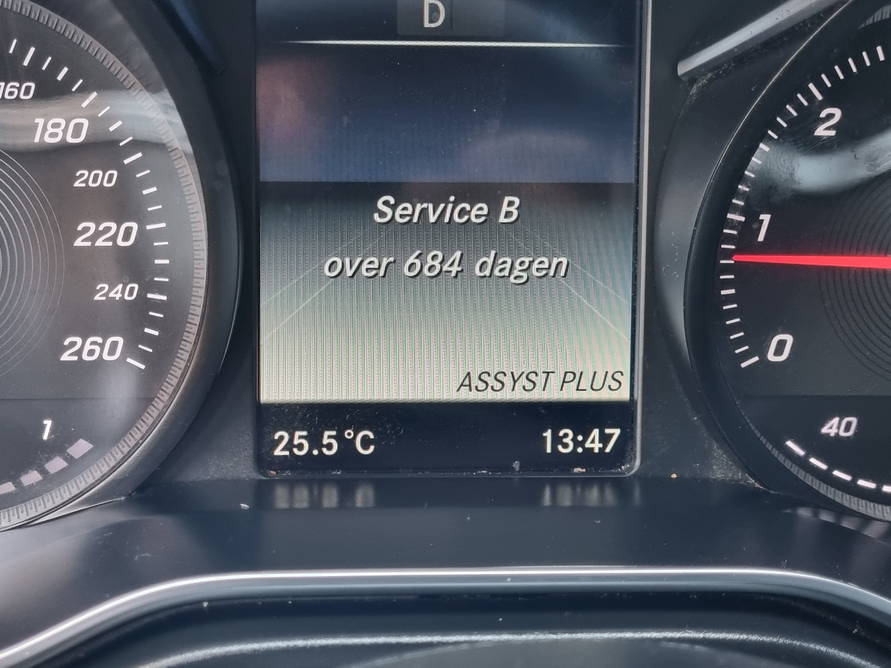 D
160
180
200
220
240
260
1
Service B
over 684 dagen
ASSYST PLUS
25.5°C
13:47
2
1
0
40